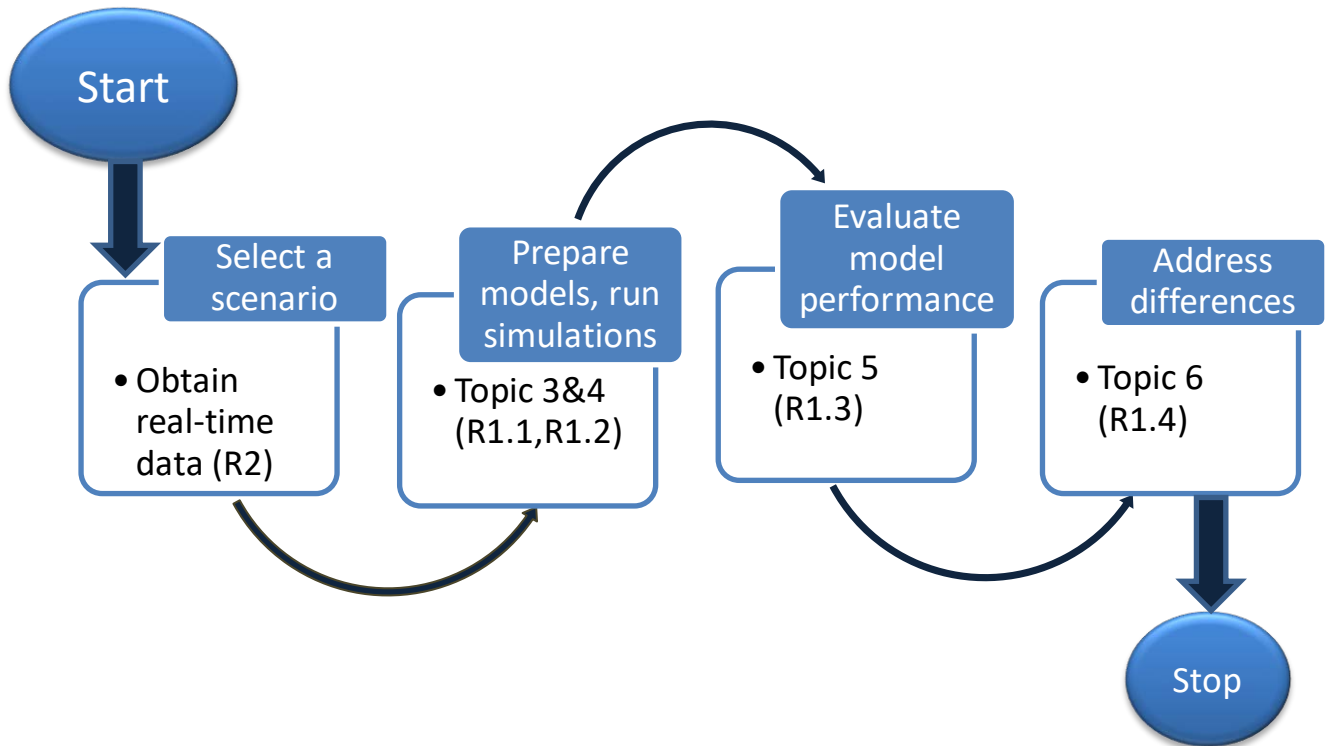 Start
Select a
scenario
• Obtain
real-time
data (R2)
Prepare
models, run
simulations
• Topic 3&4
(R1.1,R1.2)
Evaluate
model
performance
• Topic 5
(R1.3)
Address
differences
• Topic 6
(R1.4)
Stop